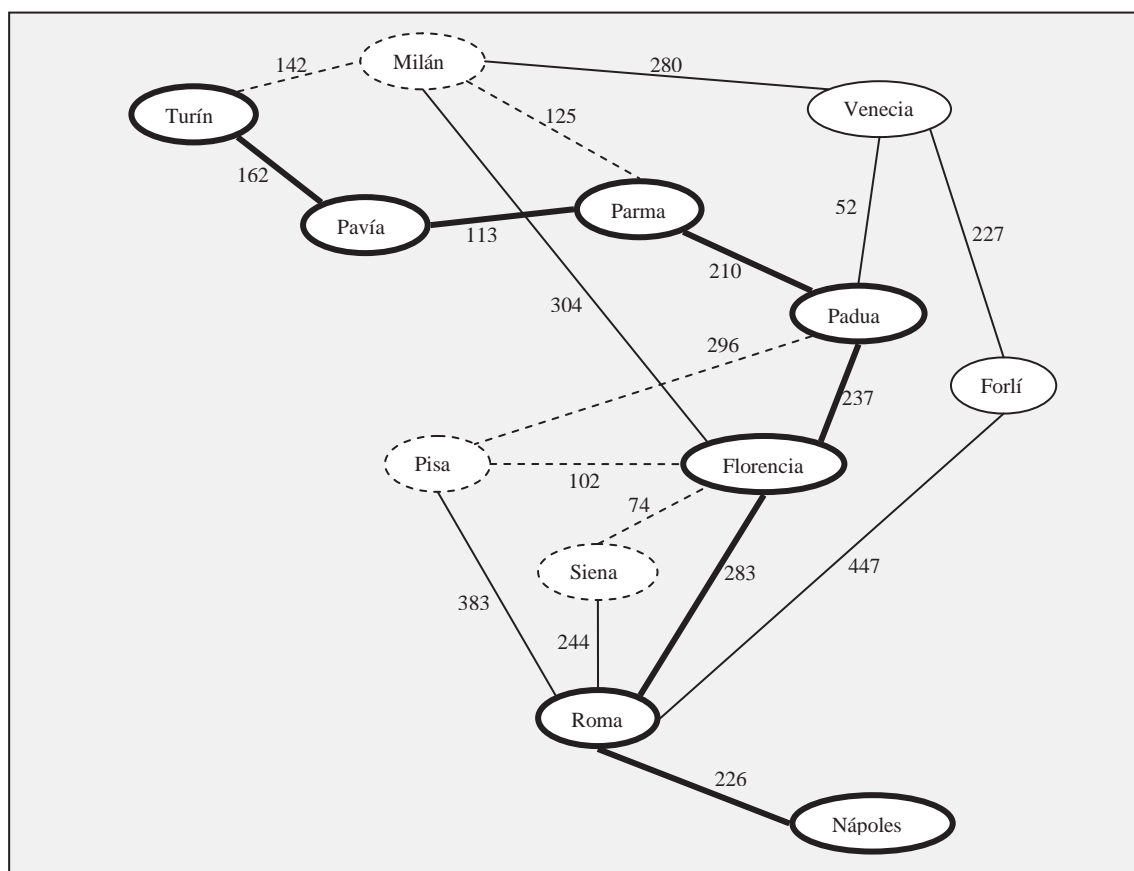 142
Milán
280
Turín
125
Venecia
162
Pavía
113
Parma
52
227
210
304
Padua
296
Forlí
237
Pisa
Florencia
102
74
Siena
283
447
383
244
Roma
226
Nápoles